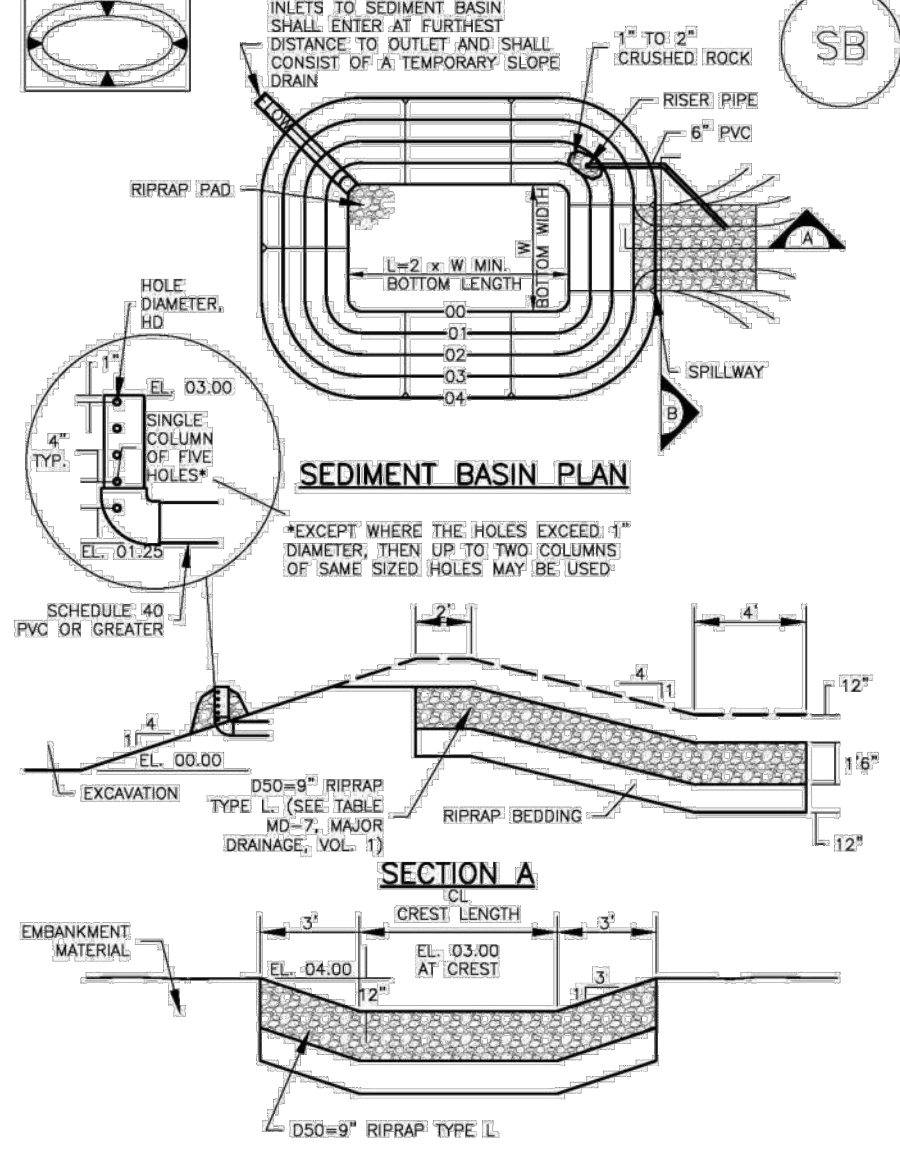 INLETS TO SEDIMENT BASIN
SHALL ENTER AT FURTHEST
DISTANCE TO OUTLET AND SHALL
CONSIST OF A TEMPORARY SLOPE
DRAIN
1" TO 2"
CRUSHED ROCK
SB
RISER PIPE
6" PVC
FLOW
RIPRAP PAD
A
W
BOTTOM WIDTH
L=2 x W MIN.
BOTTOM LENGTH
00
01
02
03
04
SPILLWAY
B
HOLE
DIAMETER,
HD
1"
EL. 03.00
4"
TYP.
SINGLE
COLUMN
OF FIVE
HOLES*
EL. 01.25
SEDIMENT BASIN PLAN
*EXCEPT WHERE THE HOLES EXCEED 1"
DIAMETER, THEN UP TO TWO COLUMNS
OF SAME SIZED HOLES MAY BE USED
SCHEDULE 40
PVC OR GREATER
2'
4'
4
1
12"
4
1
EL. 00.00
1'6"
EXCAVATION
D50=9" RIPRAP
TYPE L. (SEE TABLE
MD-7, MAJOR
DRAINAGE, VOL. 1)
RIPRAP BEDDING
12"
SECTION A
CL
CREST LENGTH
3'
3'
EMBANKMENT
MATERIAL
EL. 04.00
EL. 03.00
AT CREST
12"
3
1
D50=9" RIPRAP TYPE L